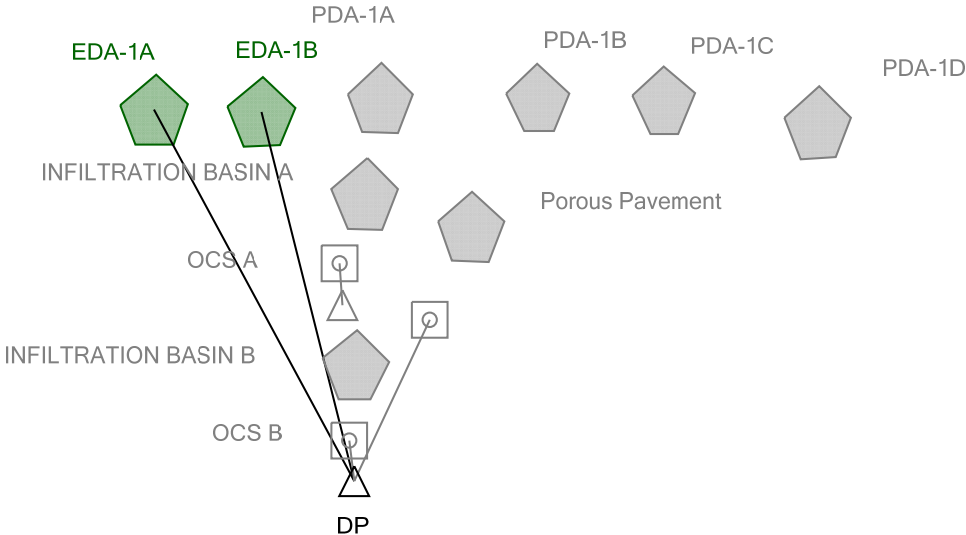 PDA-1A
EDA-1A
EDA-1B
PDA-1B
PDA-1C
PDA-1D
INFILTRATION BASIN A
Porous Pavement
OCS A
INFILTRATION BASIN B
OCS B
DP